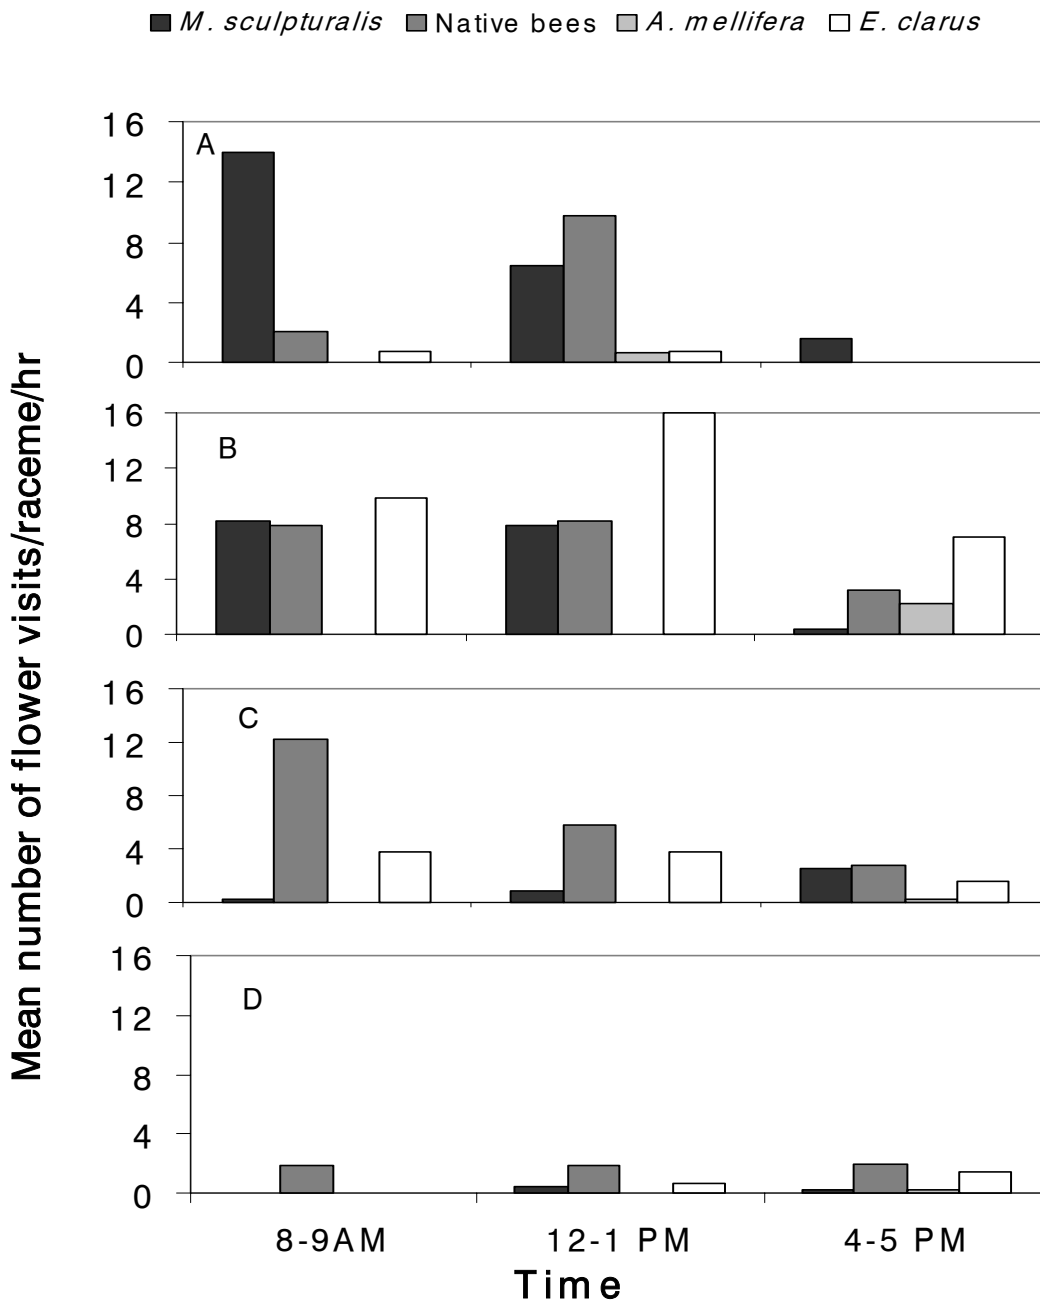 M. sculpturalis Native bees A. mellifera E. clarus
A
16
12
8
4
0
B
16
12
8
4
0
C
16
12
8
4
0
D
16
12
8
4
0
Mean number of flower visits/raceme/hr
8-9AM 12-1 PM 4-5 PM
Time